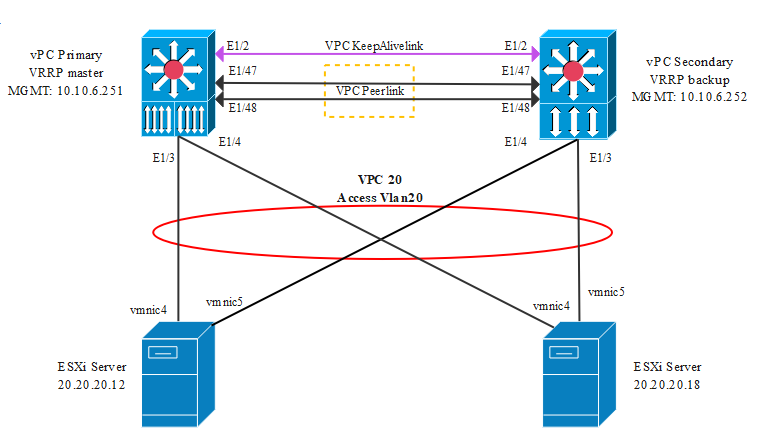 vPC Primary
VRRP master
MGMT: 10.10.6.251
E1/2
VPC KeepAlivelink
E1/2
E1/47
E1/47
VPC Peerlink
E1/48
E1/48
vPC Secondary
VRRP backup
MGMT: 10.10.6.252
E1/3
E1/4
E1/4
E1/3
VPC 20
Access Vlan20
vmnic4
vmnic5
vmnic4
vmnic5
ESXi Server
20.20.20.12
ESXi Server
20.20.20.18